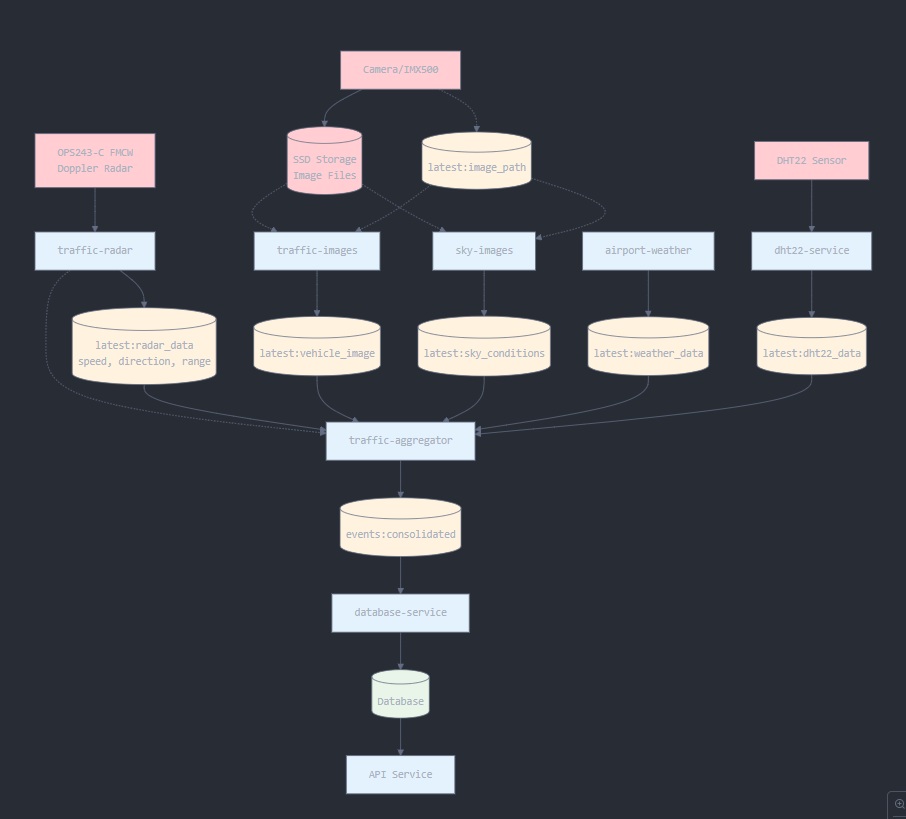 Camera/IMX500
OPS243-C FMCW
Doppler Radar
SSD Storage
Image Files
latest:image_path
DHT22 Sensor
traffic-radar
traffic-images
sky-images
airport-weather
dht22-service
latest:radar_data
speed, direction, range
latest:vehicle_image
latest:sky_conditions
latest:weather_data
latest:dht22_data
traffic-aggregator
events:consolidated
database-service
Database
API Service